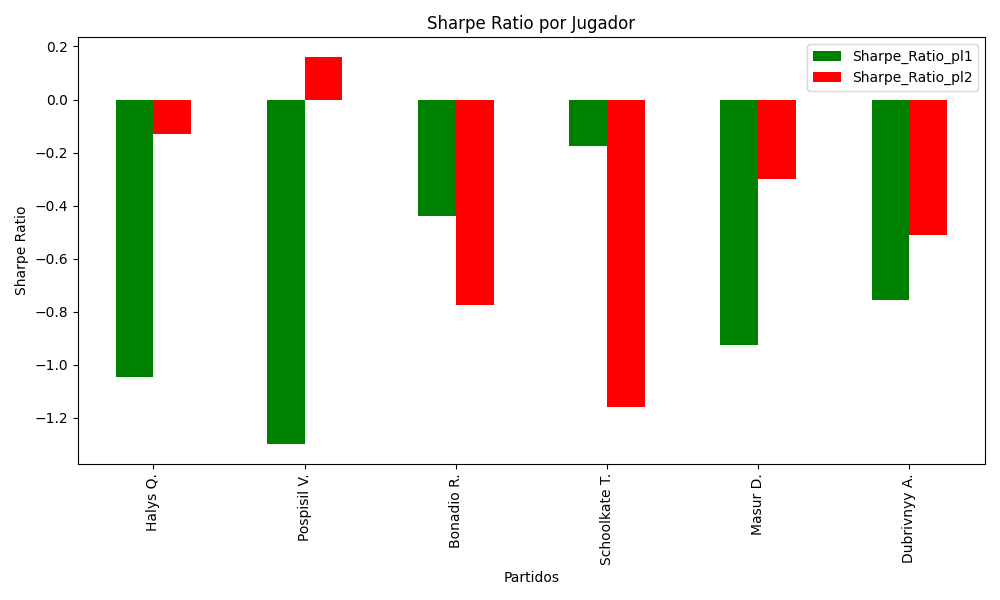 Sharpe Ratio por Jugador
Sharpe_Ratio_pl1
Sharpe_Ratio_pl2
Sharpe Ratio
0.2
0.0
−0.2
−0.4
−0.6
−0.8
−1.0
−1.2
Halys Q.
Pospisil V.
Bonadio R.
Schoolkate T.
Masur D.
Dubrivnyy A.
Partidos